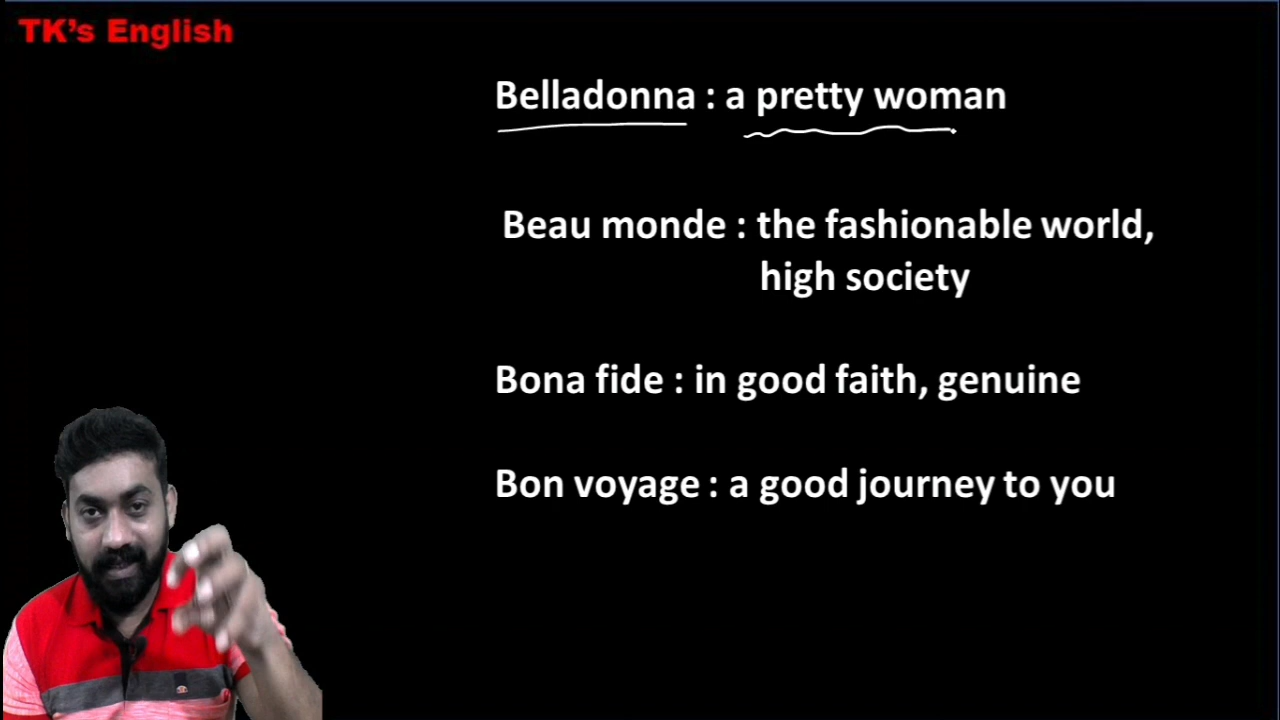 TK's English
Belladonna : a pretty woman
Beau monde : the fashionable world,
high society
Bona fide : in good faith, genuine
Bon voyage : a good journey to you